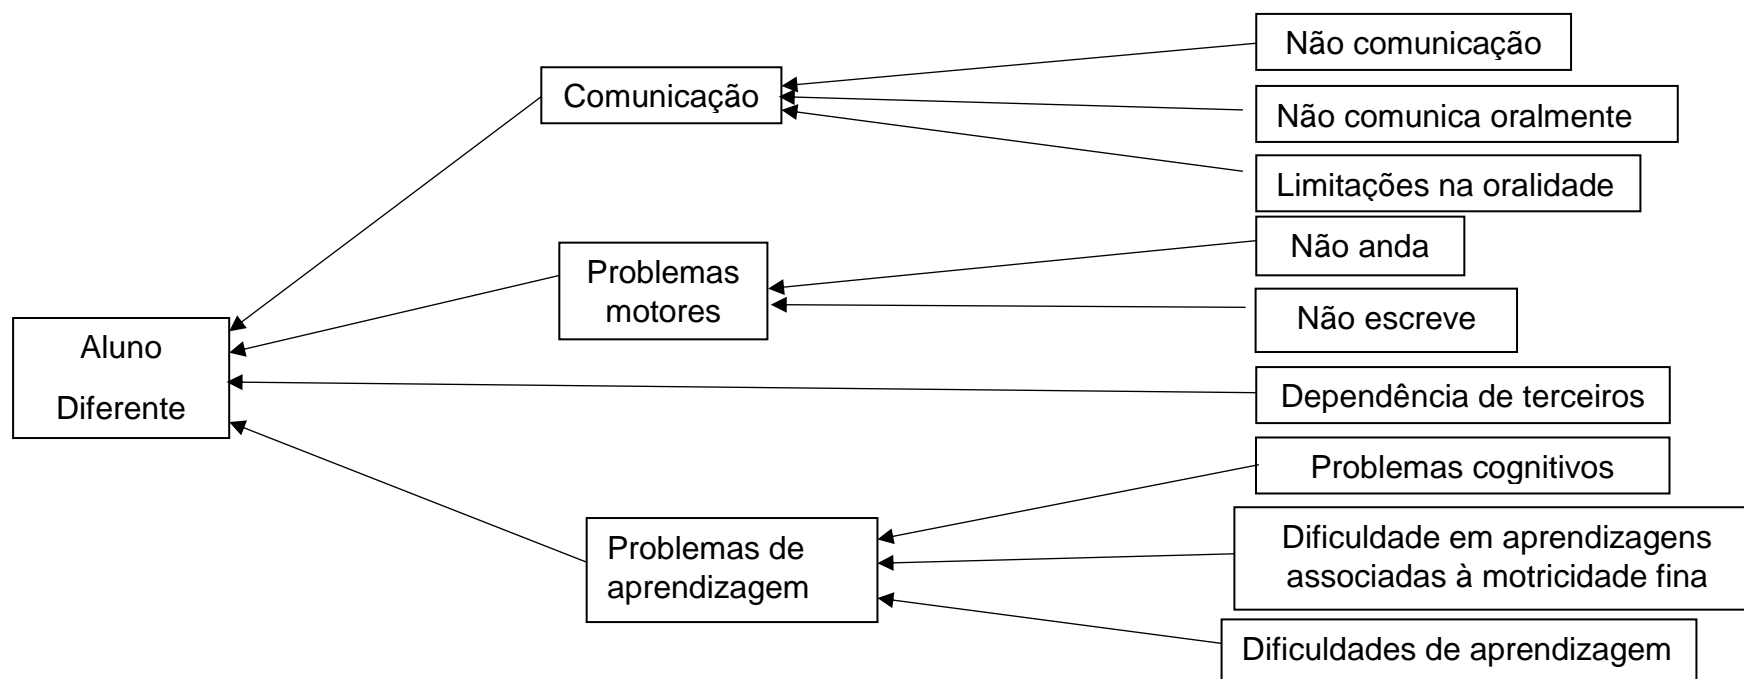 Não comunicação
Comunicação
Não comunica oralmente
Limitações na oralidade
Não anda
Problemas
motores
Não escreve
Aluno
Diferente
Dependência de terceiros
Problemas cognitivos
Problemas de
aprendizagem
Dificuldade em aprendizagens
associadas à motricidade fina
Dificuldades de aprendizagem